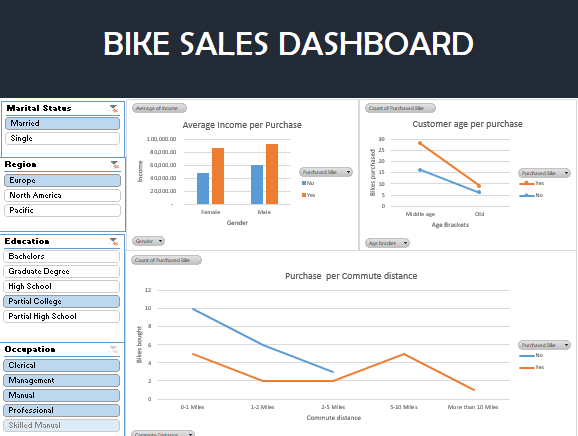 BIKE SALES DASHBOARD
Marital Status
Married
Single
Region
Europe
North America
Pacific
Education
Bachelors
Graduate Degree
High School
Partial College
Partial High School
Occupation
Clerical
Management
Manual
Professional
Skilled Manual
Average of Income
Average Income per Purchase
1,00,000.00
80,000.00
60,000.00
40,000.00
20,000.00
-
Income
Female
Male
Gender
Purchased Bike
No
Yes
Gender
Count of Purchased Bike
Customer age per purchase
30
25
20
15
10
5
0
Bikes purchased
Middle age
Old
Age Brackets
Purchased Bike
Yes
No
Age brackets
Count of Purchased Bike
Purchase per Commute distance
12
10
8
6
4
2
0
Bikes bought
0-1 Miles
1-2 Miles
2-5 Miles
5-10 Miles
More than 10 Miles
Commute distance
Purchased Bike
No
Yes
Commute Distance